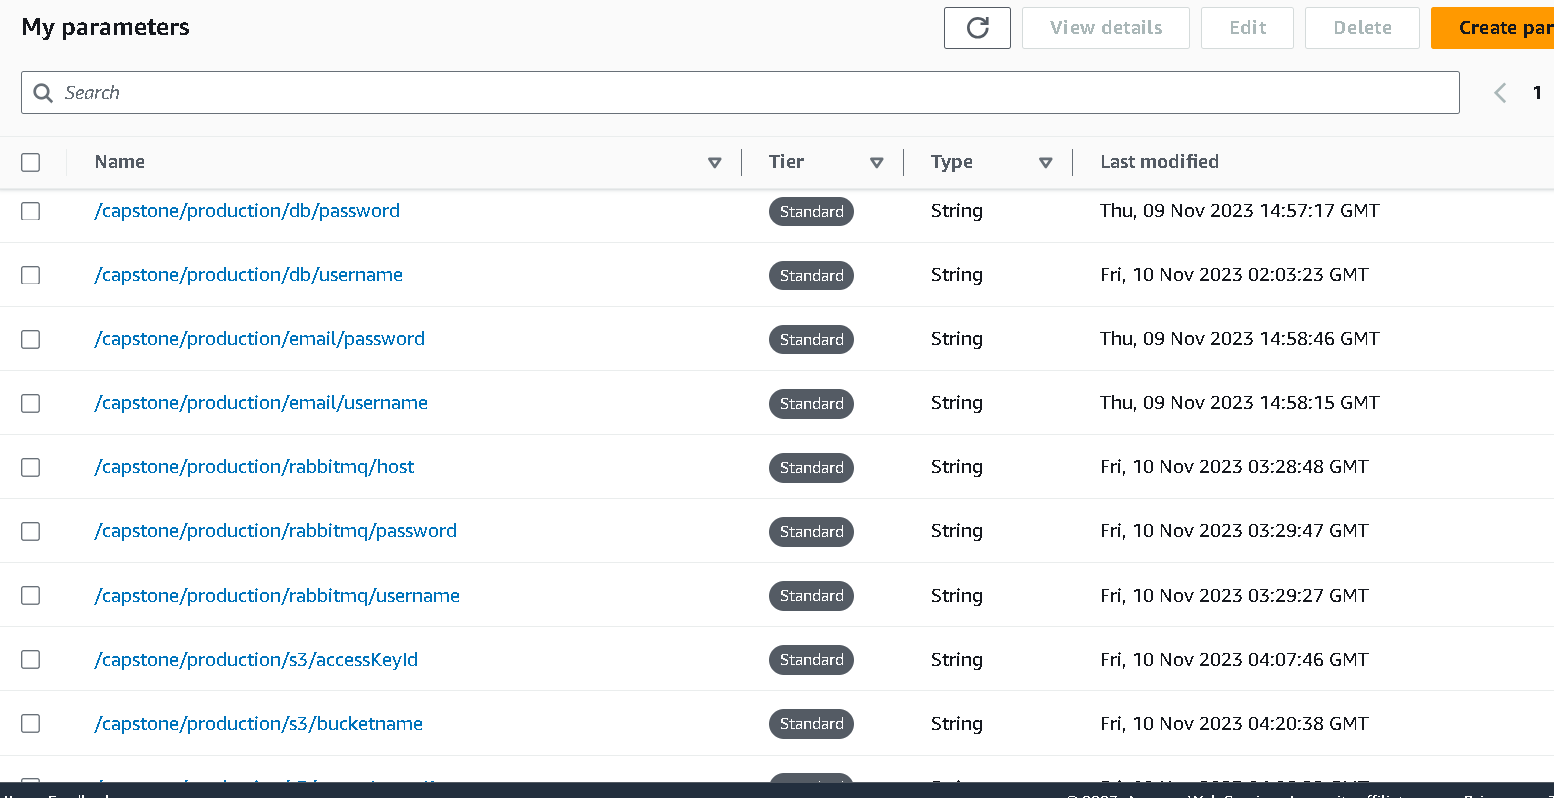 My parameters
View details
Edit
Delete
Create par
Search
1
Name Tier Type Last modified
/capstone/production/db/password Standard String Thu, 09 Nov 2023 14:57:17 GMT
/capstone/production/db/username Standard String Fri, 10 Nov 2023 02:03:23 GMT
/capstone/production/email/password Standard String Thu, 09 Nov 2023 14:58:46 GMT
/capstone/production/email/username Standard String Thu, 09 Nov 2023 14:58:15 GMT
/capstone/production/rabbitmq/host Standard String Fri, 10 Nov 2023 03:28:48 GMT
/capstone/production/rabbitmq/password Standard String Fri, 10 Nov 2023 03:29:47 GMT
/capstone/production/rabbitmq/username Standard String Fri, 10 Nov 2023 03:29:27 GMT
/capstone/production/s3/accessKeyId Standard String Fri, 10 Nov 2023 04:07:46 GMT
/capstone/production/s3/bucketname Standard String Fri, 10 Nov 2023 04:20:38 GMT